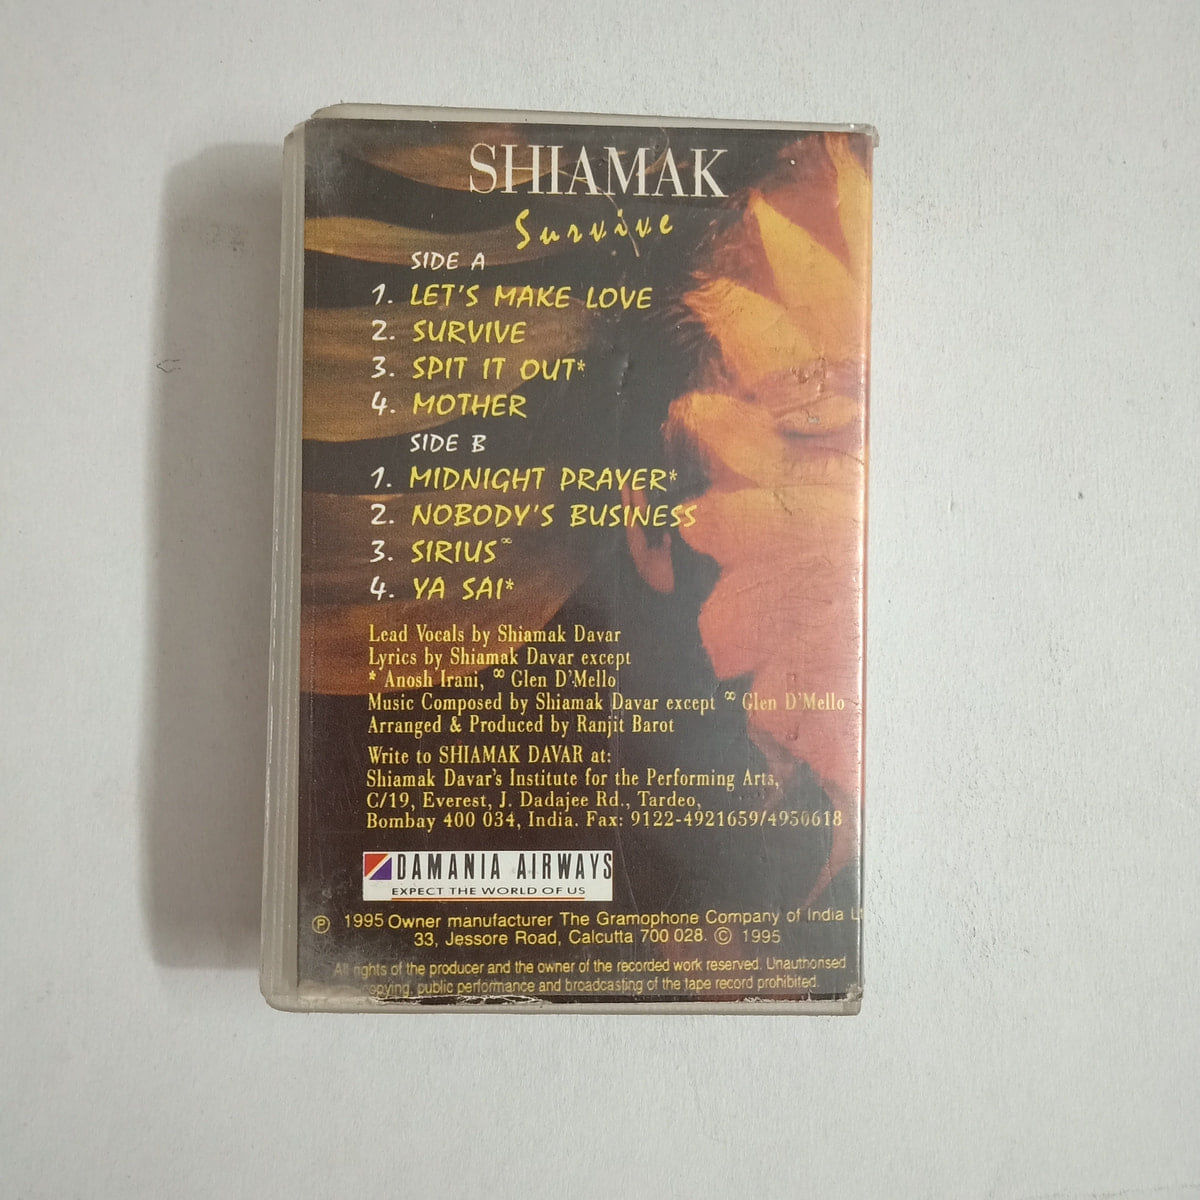 SHIAMAK
Survive
SIDE A
1. LET'S MAKE LOVE
2. SURVIVE
3. SPIT IT OUT*
4. MOTHER
SIDE B
1. MIDNIGHT PRAYER*
2. NOBODY'S BUSINESS
3. SIRIUS∞
4. YA SAI*
Lead Vocals by Shiamak Davar
Lyrics by Shiamak Davar except
* Anosh Irani, ∞ Glen D'Mello
Music Composed by Shiamak Davar except ∞ Glen D'Mello
Arranged & Produced by Ranjit Barot
Write to SHIAMAK DAVAR at:
Shiamak Davar's Institute for the Performing Arts,
C/19, Everest, J. Dadajee Rd., Tardeo,
Bombay 400 034, India. Fax: 9122-4921659/4950618
DAMANIA AIRWAYS
EXPECT THE WORLD OF US
℗ 1995 Owner manufacturer The Gramophone Company of India Lt
33, Jessore Road, Calcutta 700 028. © 1995
All rights of the producer and the owner of the recorded work reserved. Unauthorised
copying, public performance and broadcasting of the tape record prohibited.